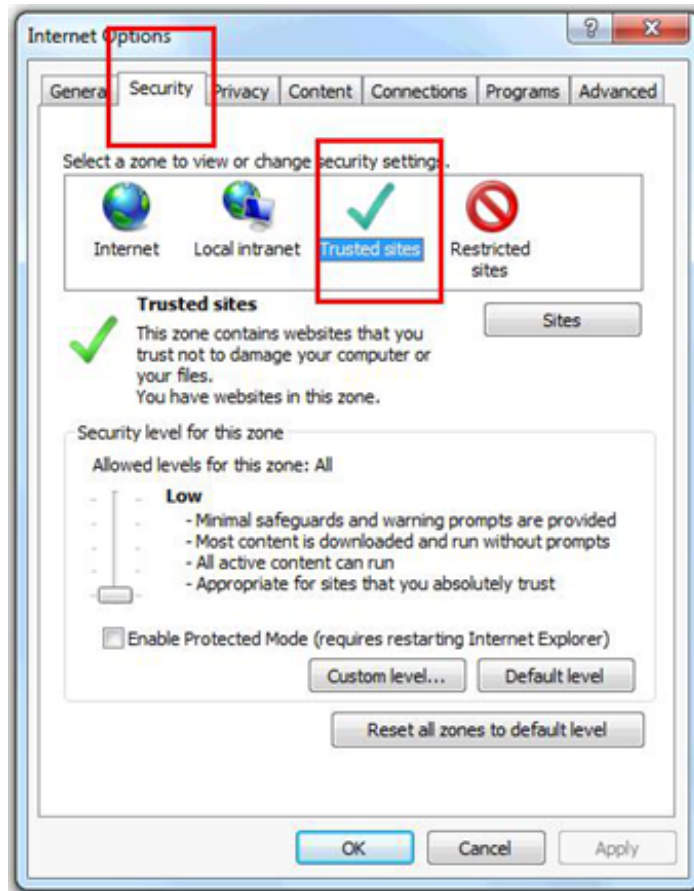 Internet Options
General Security Privacy Content Connections Programs Advanced
Select a zone to view or change security settings.
Internet Local intranet Trusted sites Restricted sites
Trusted sites
Sites
This zone contains websites that you
trust not to damage your computer or
your files.
You have websites in this zone.
Security level for this zone
Allowed levels for this zone: All
Low
- Minimal safeguards and warning prompts are provided
- Most content is downloaded and run without prompts
- All active content can run
- Appropriate for sites that you absolutely trust
Enable Protected Mode (requires restarting Internet Explorer)
Custom level... Default level
Reset all zones to default level
OK Cancel Apply